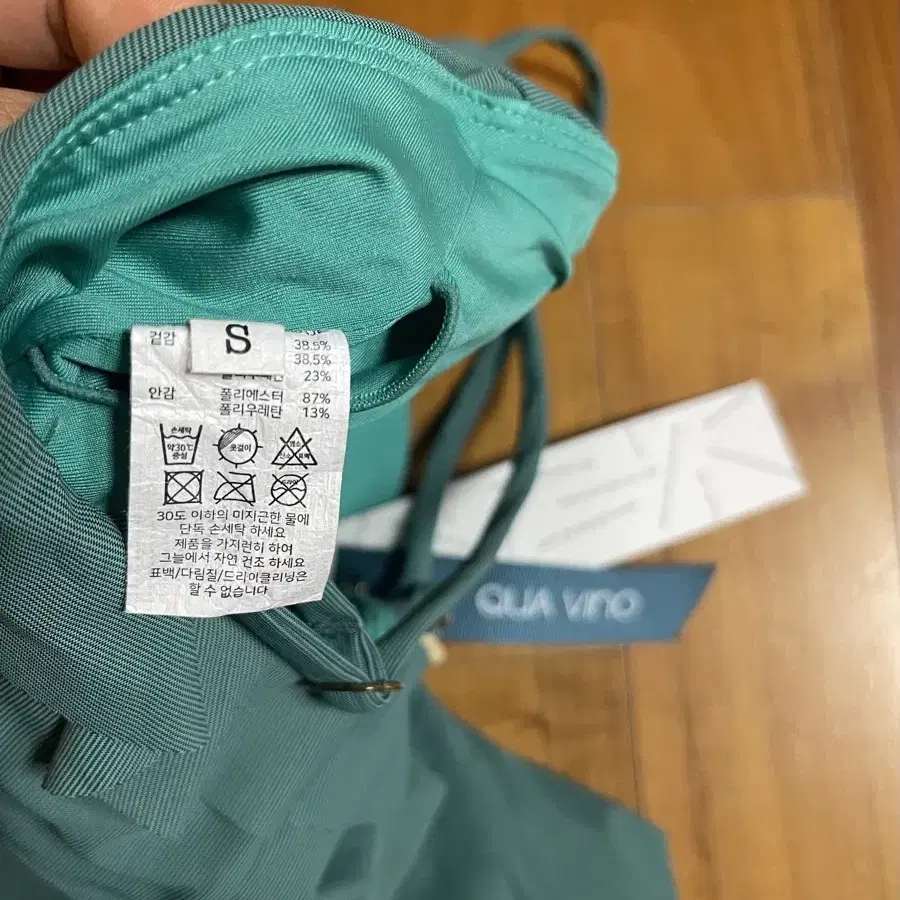 겉감
S
38.5%
38.5%
23%
안감 폴리에스터 87%
폴리우레탄 13%
손세탁
약30℃
중성
옷걸이
30도 이하의 미지근한 물에
단독 손세탁 하세요
제품을 가지런히 하여
그늘에서 자연 건조 하세요
표백/다림질/드라이클리닝은
할 수 없습니다
QUA VINO